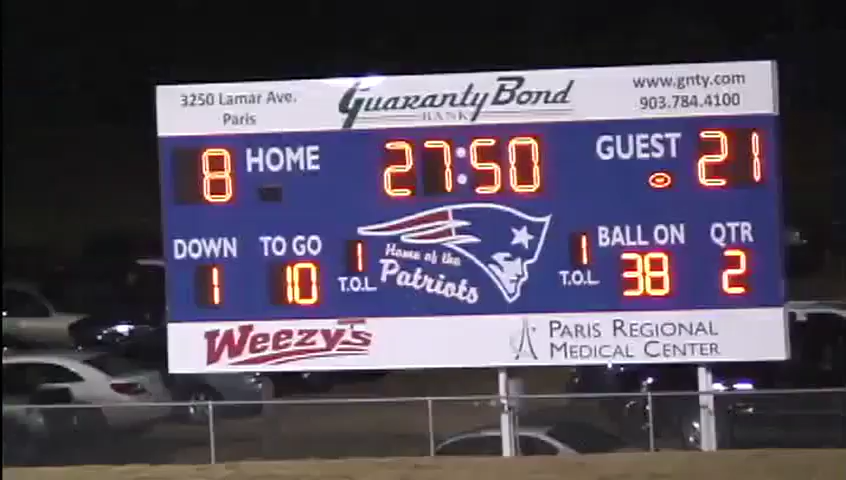 3250 Lamar Ave.
Paris
Guaranty Bond
BANK
www.gnty.com
903.784.4100
8 HOME 27:50 GUEST 21
DOWN TO GO BALL ON QTR
1 10 1 1 38 2
T.O.L. T.O.L.
Home of the
Patriots
Weezy's
PARIS REGIONAL
MEDICAL CENTER